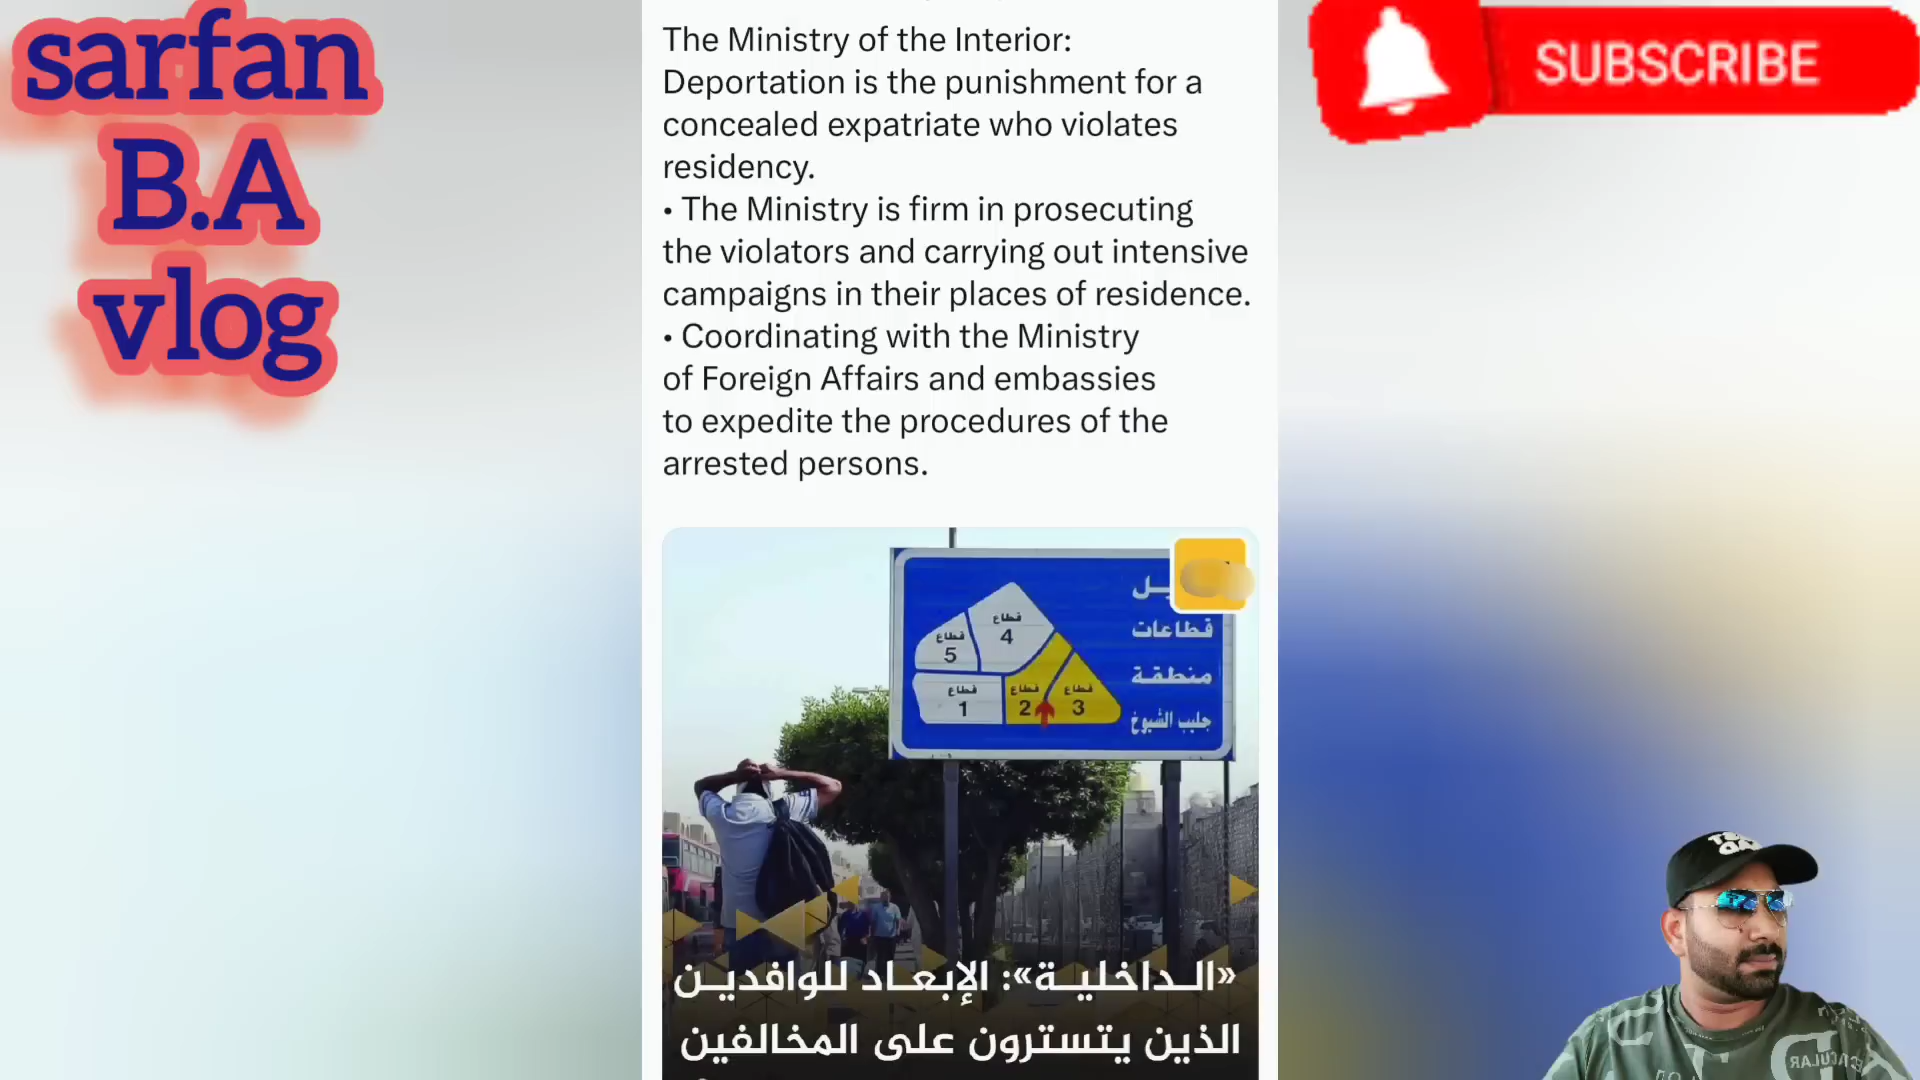 sarfan
B.A
vlog
SUBSCRIBE
The Ministry of the Interior:
Deportation is the punishment for a
concealed expatriate who violates
residency.
• The Ministry is firm in prosecuting
the violators and carrying out intensive
campaigns in their places of residence.
• Coordinating with the Ministry
of Foreign Affairs and embassies
to expedite the procedures of the
arrested persons.
قطاعات
منطقة
جليب الشيوخ
قطاع
4
قطاع
5
قطاع
1
قطاع
2
قطاع
3
«الداخلية»: الإبعاد للوافدين
الذين يتسترون على المخالفين